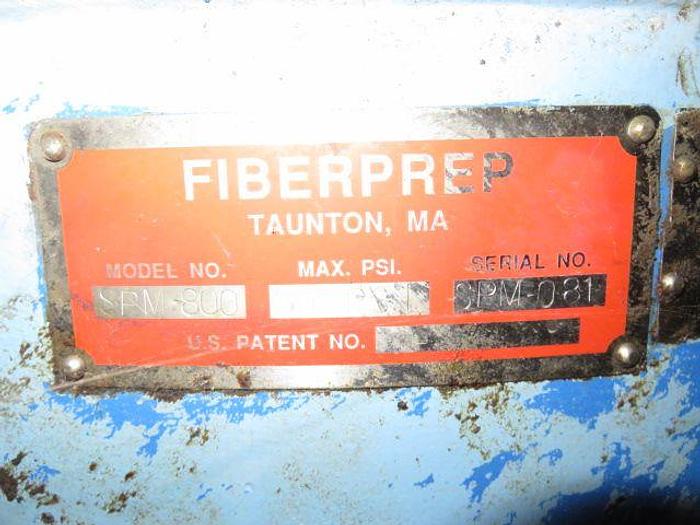 FIBERPREP
TAUNTON, MA
MODEL NO. MAX. PSI. SERIAL NO.
SPM-800 SPM-081
U.S. PATENT NO.